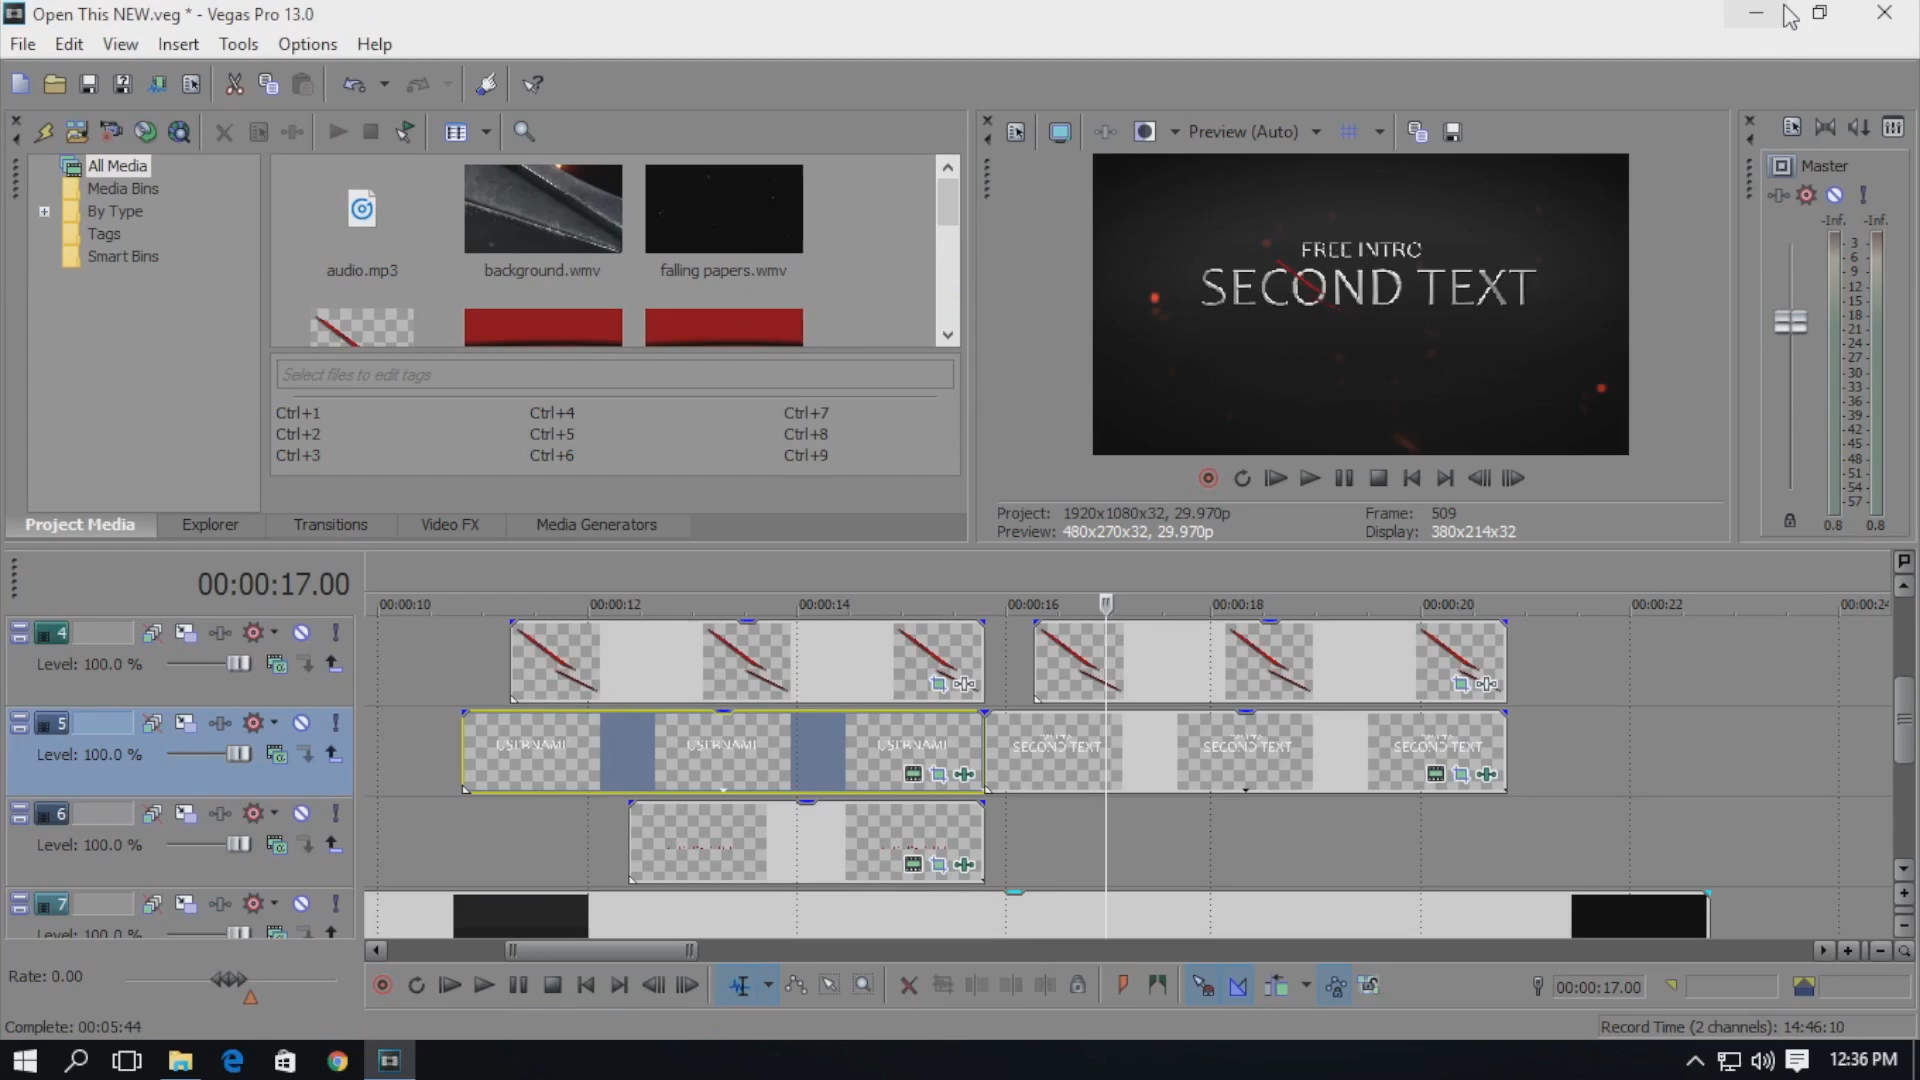 Open This NEW.veg * - Vegas Pro 13.0
File Edit View Insert Tools Options Help
Preview (Auto)
All Media
Media Bins
By Type
Tags
Smart Bins
audio.mp3
background.wmv
falling papers.wmv
Select files to edit tags
Ctrl+1 Ctrl+4 Ctrl+7
Ctrl+2 Ctrl+5 Ctrl+8
Ctrl+3 Ctrl+6 Ctrl+9
Project Media Explorer Transitions Video FX Media Generators
FREE INTRO
SECOND TEXT
Project: 1920x1080x32, 29.970p Frame: 509
Preview: 480x270x32, 29.970p Display: 380x214x32
Master
-Inf. -Inf.
3
6
9
12
15
18
21
24
27
30
33
36
39
42
45
48
51
54
57
0.8 0.8
00:00:17.00
00:00:10 00:00:12 00:00:14 00:00:16 00:00:18 00:00:20 00:00:22 00:00:24
4
Level: 100.0 %
5
Level: 100.0 %
USERNAME USERNAME USERNAME SECOND TEXT SECOND TEXT SECOND TEXT
6
Level: 100.0 %
7
Level: 100.0 %
Rate: 0.00
00:00:17.00
Complete: 00:05:44
Record Time (2 channels): 14:46:10
12:36 PM